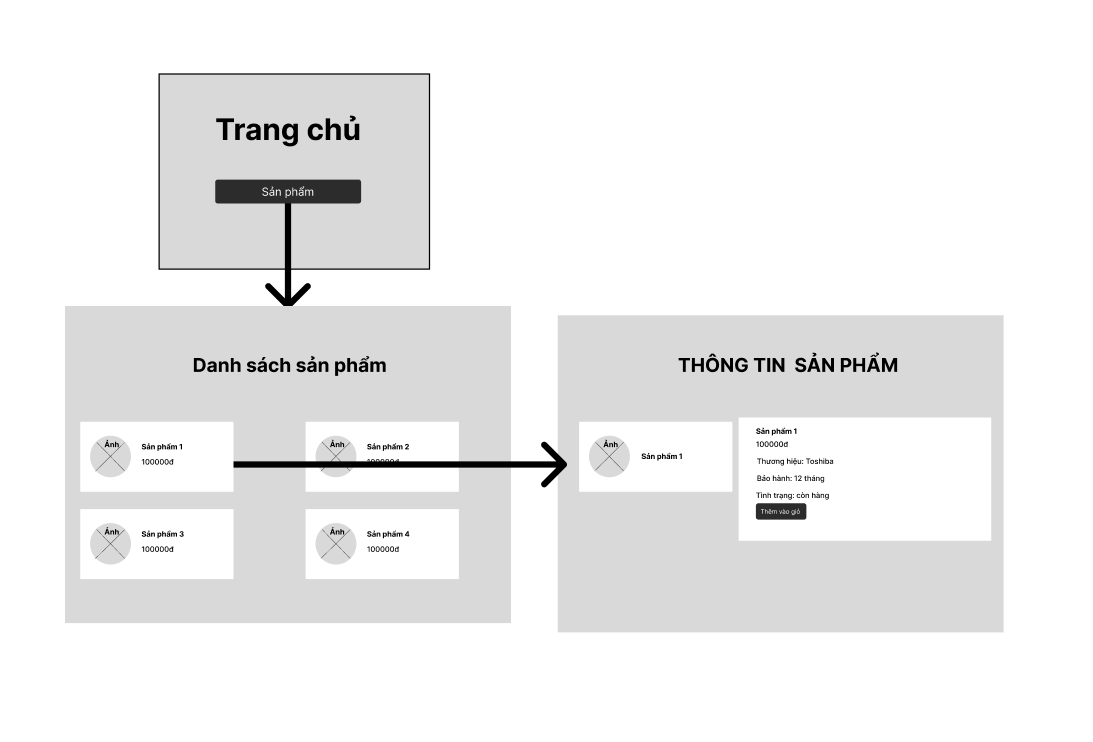 Trang chủ
Sản phẩm
Danh sách sản phẩm
Ảnh
Sản phẩm 1
100000đ
Ảnh
Sản phẩm 2
100000đ
Ảnh
Sản phẩm 3
100000đ
Ảnh
Sản phẩm 4
100000đ
THÔNG TIN SẢN PHẨM
Ảnh
Sản phẩm 1
Sản phẩm 1
100000đ
Thương hiệu: Toshiba
Bảo hành: 12 tháng
Tình trạng: còn hàng
Thêm vào giỏ